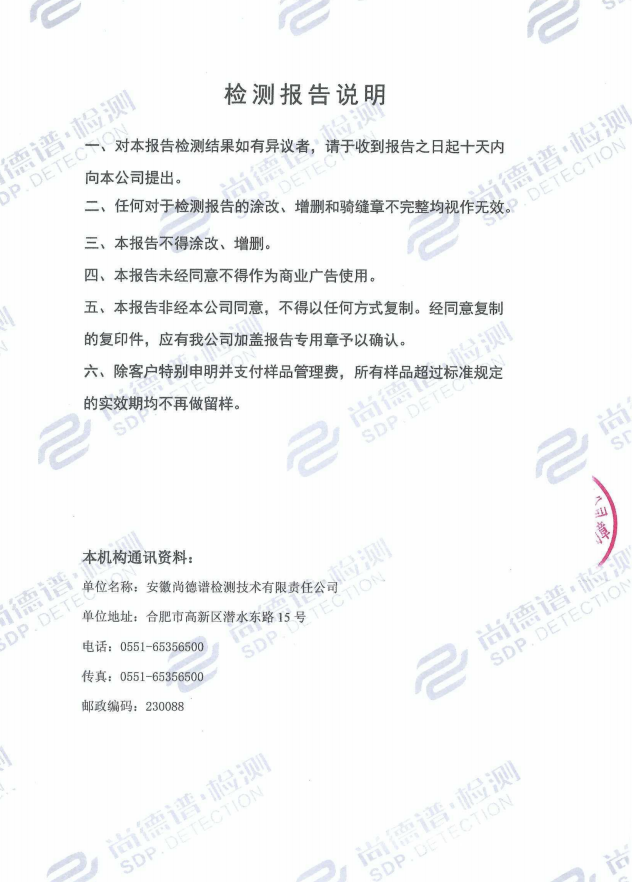 检测报告说明
一、对本报告检测结果如有异议者，请于收到报告之日起十天内
向本公司提出。
二、任何对于检测报告的涂改、增删和骑缝章不完整均视作无效。
三、本报告不得涂改、增删。
四、本报告未经同意不得作为商业广告使用。
五、本报告非经本公司同意，不得以任何方式复制。经同意复制
的复印件，应有我公司加盖报告专用章予以确认。
六、除客户特别申明并支付样品管理费，所有样品超过标准规定
的实效期均不再做留样。
本机构通讯资料：
单位名称：安徽尚德谱检测技术有限责任公司
单位地址：合肥市高新区潜水东路 15 号
电话：0551-65356500
传真：0551-65356500
邮政编码：230088
尚德谱·检测
SDP. DETECTION